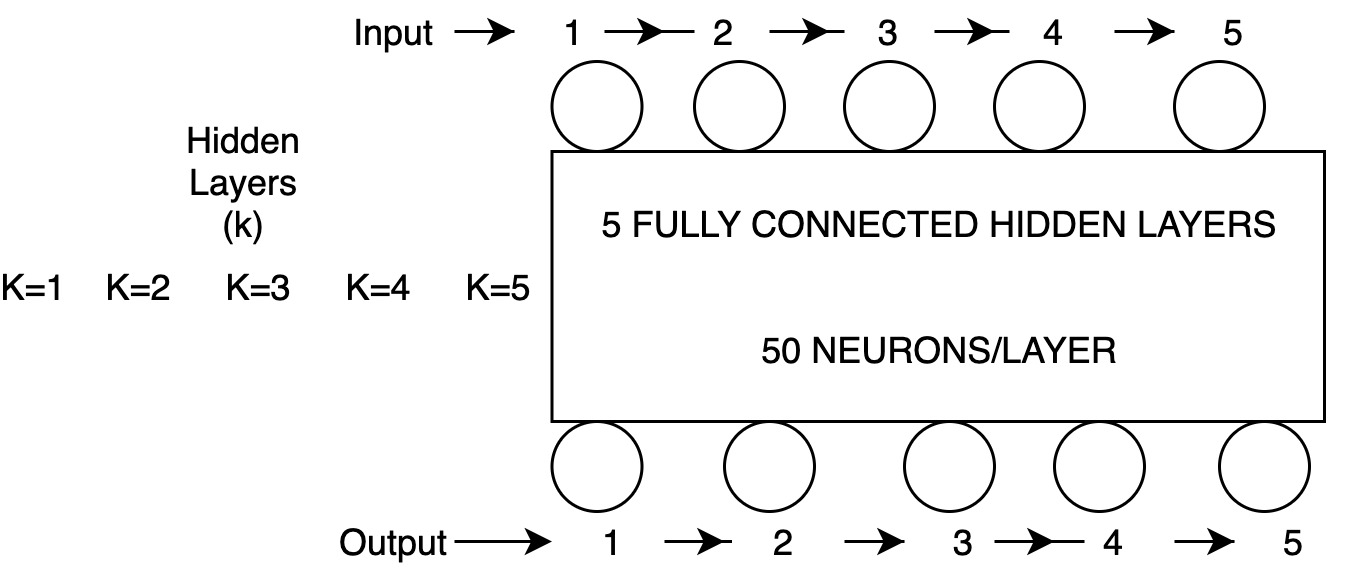 Input 1 2 3 4 5
Hidden
Layers
(k)
K=1 K=2 K=3 K=4 K=5
5 FULLY CONNECTED HIDDEN LAYERS
50 NEURONS/LAYER
Output 1 2 3 4 5